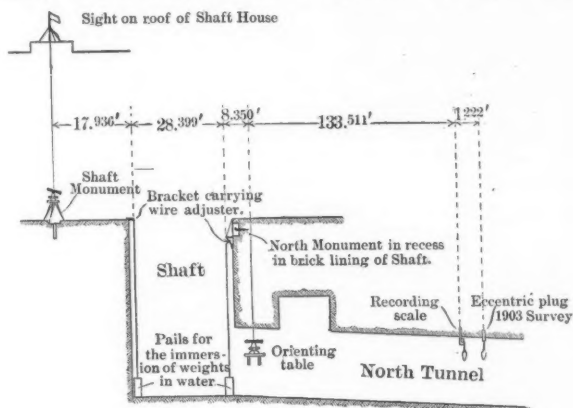 Sight on roof of Shaft House
17.936′
28.399′
8.350′
133.511′
1.222′
Shaft
Monument
Bracket carrying
wire adjuster.
North Monument in recess
in brick lining of Shaft.
Shaft
Recording
scale
Eccentric plug
1903 Survey
Pails for
the immers-
ion of weights
in water
Orienting
table
North Tunnel